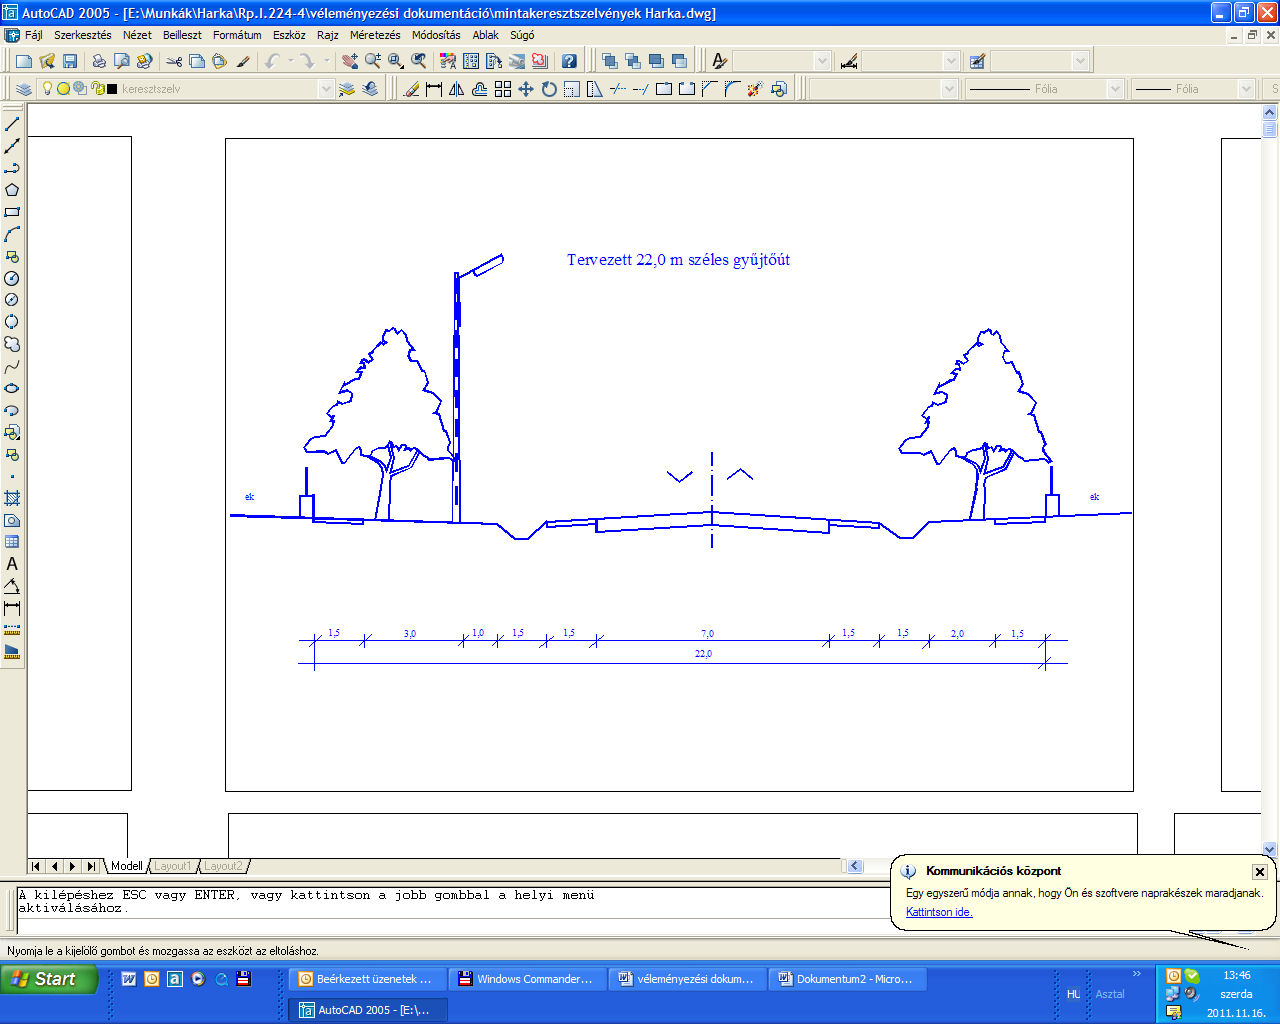 AutoCAD 2005 - [E:\Munkák\Harka\Rp.I.224-4\véleményezési dokumentáció\mintakeresztszelvények Harka.dwg]
Fájl Szerkesztés Nézet Beilleszt Formátum Eszköz Rajz Méretezés Módosítás Ablak Súgó
keresztszelv
Fólia
Fólia
S
Tervezett 22,0 m széles gyűjtőút
ek
ek
1,5 3,0 1,0 1,5 1,5 7,0 1,5 1,5 2,0 1,5
22,0
A
Modell Layout1 Layout2
A kilépéshez ESC vagy ENTER, vagy kattintson a jobb gombbal a helyi menü
aktiválásához.
Kommunikációs központ
Egy egyszerű módja annak, hogy Ön és szoftvere naprakészek maradjanak.
Kattintson ide.
Nyomja le a kijelölő gombot és mozgassa az eszközt az eltoláshoz.
Start
Beérkezett üzenetek ...
Windows Commander...
véleményezési dokum...
Dokumentum2 - Micro...
AutoCAD 2005 - [E:\...
HU
Asztal
13:46
szerda
2011.11.16.